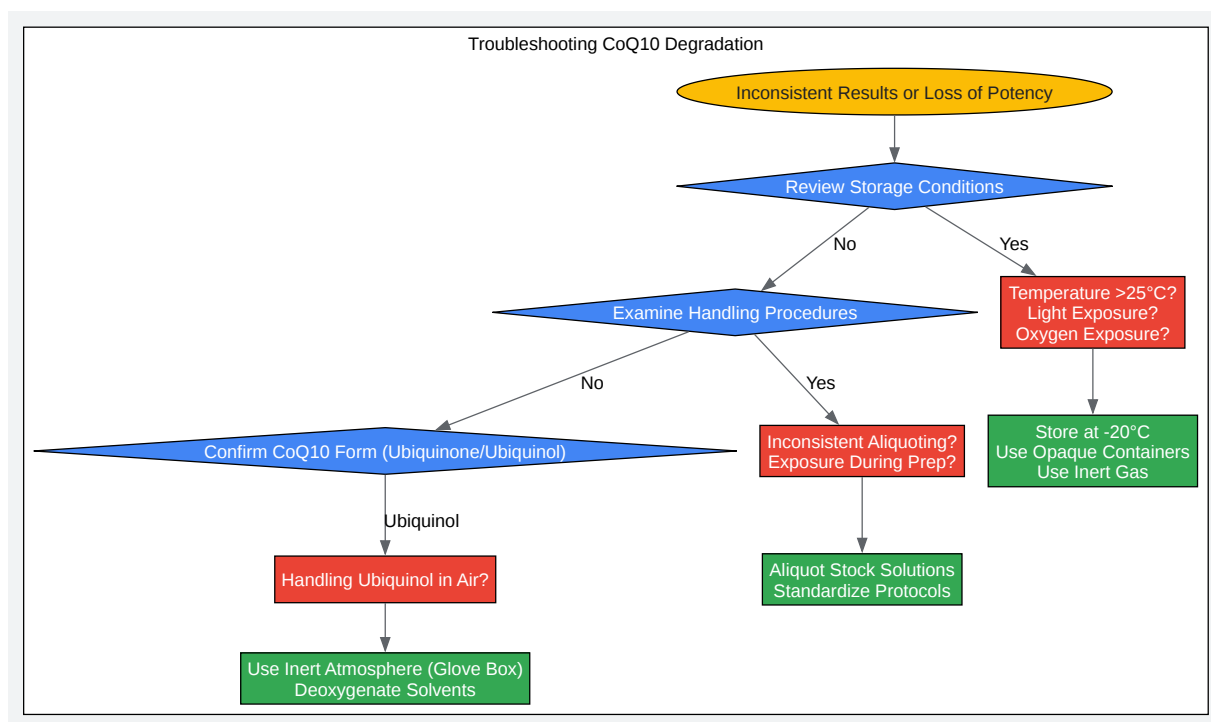 Troubleshooting CoQ10 Degradation
Inconsistent Results or Loss of Potency
Review Storage Conditions
No
Yes
Temperature >25°C?
Light Exposure?
Oxygen Exposure?
Examine Handling Procedures
No
Yes
Store at -20°C
Use Opaque Containers
Use Inert Gas
Confirm CoQ10 Form (Ubiquinone/Ubiquinol)
Inconsistent Aliquoting?
Exposure During Prep?
Ubiquinol
Handling Ubiquinol in Air?
Aliquot Stock Solutions
Standardize Protocols
Use Inert Atmosphere (Glove Box)
Deoxygenate Solvents